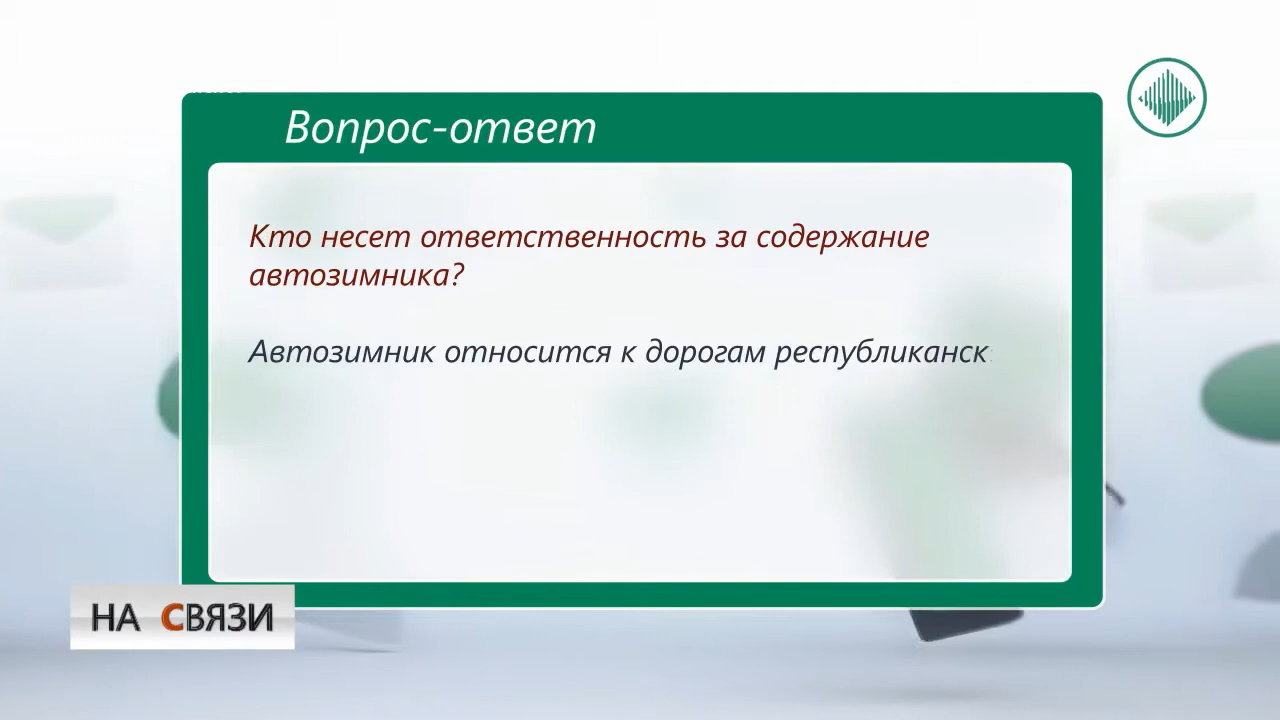 Вопрос-ответ
Кто несет ответственность за содержание
автозимника?
Автозимник относится к дорогам республиканск
НА СВЯЗИ